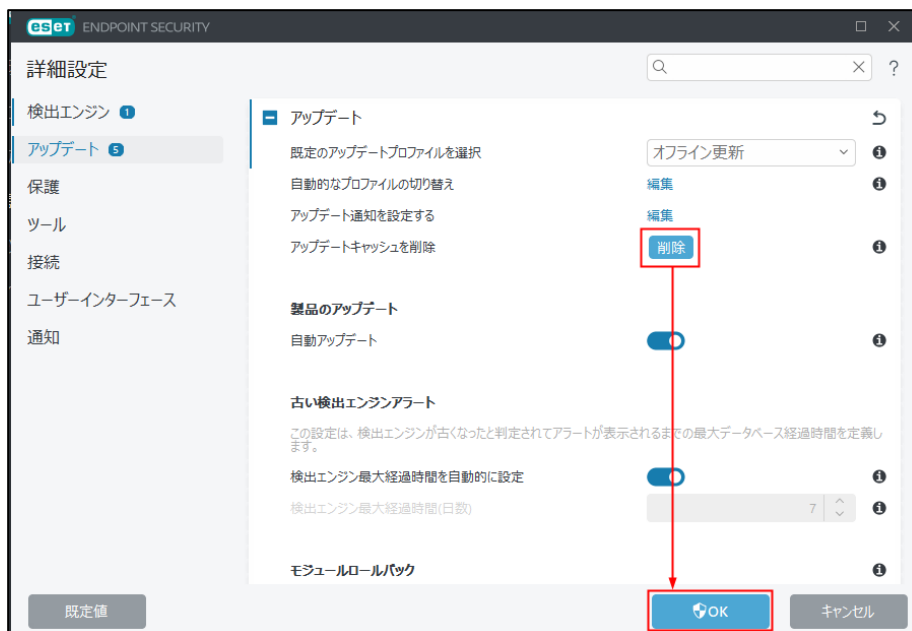 eset ENDPOINT SECURITY
詳細設定
?
検出エンジン 1
アップデート 5
保護
ツール
接続
ユーザーインターフェース
通知
アップデート
既定のアップデートプロファイルを選択 オフライン更新
自動的なプロファイルの切り替え 編集
アップデート通知を設定する 編集
アップデートキャッシュを削除 削除
製品のアップデート
自動アップデート
古い検出エンジンアラート
この設定は、検出エンジンが古くなったと判定されてアラートが表示されるまでの最大データベース経過時間を定義し
ます。
検出エンジン最大経過時間を自動的に設定
検出エンジン最大経過時間(日数) 7
モジュールロールバック
既定値 OK キャンセル